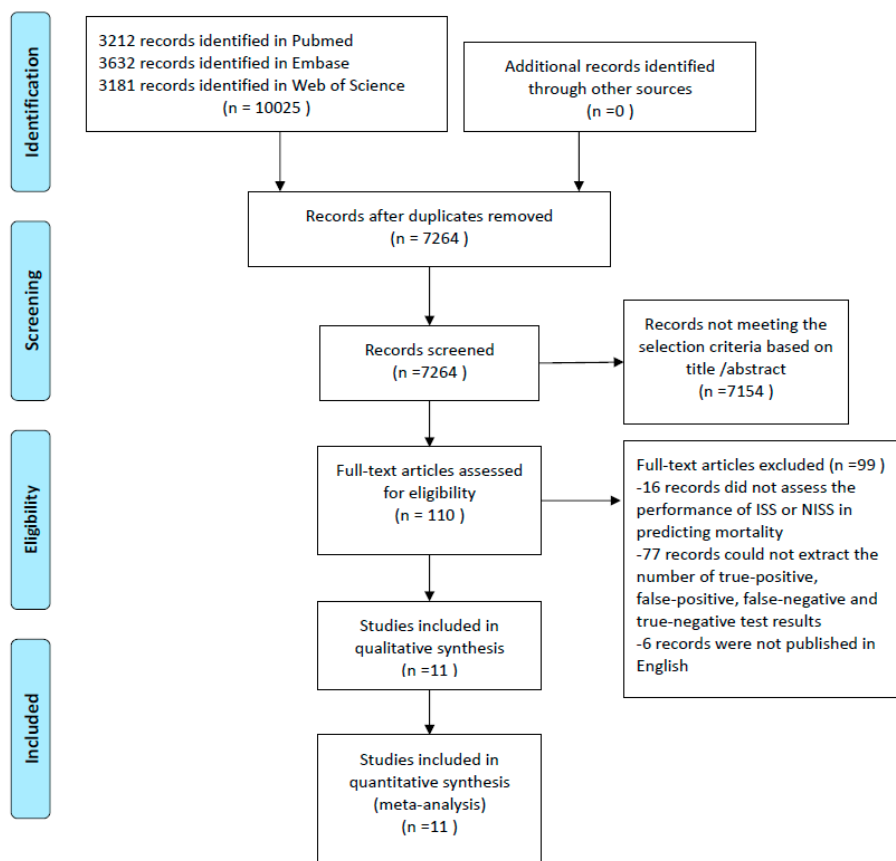 Identification
3212 records identified in Pubmed
3632 records identified in Embase
3181 records identified in Web of Science
(n = 10025 )
Additional records identified
through other sources
(n =0 )
Records after duplicates removed
(n = 7264 )
Screening
Records screened
(n =7264 )
Records not meeting the
selection criteria based on
title /abstract
(n =7154 )
Eligibility
Full-text articles assessed
for eligibility
(n = 110 )
Full-text articles excluded (n =99 )
-16 records did not assess the
performance of ISS or NISS in
predicting mortality
-77 records could not extract the
number of true-positive,
false-positive, false-negative and
true-negative test results
-6 records were not published in
English
Studies included in
qualitative synthesis
(n =11 )
Included
Studies included in
quantitative synthesis
(meta-analysis)
(n =11 )